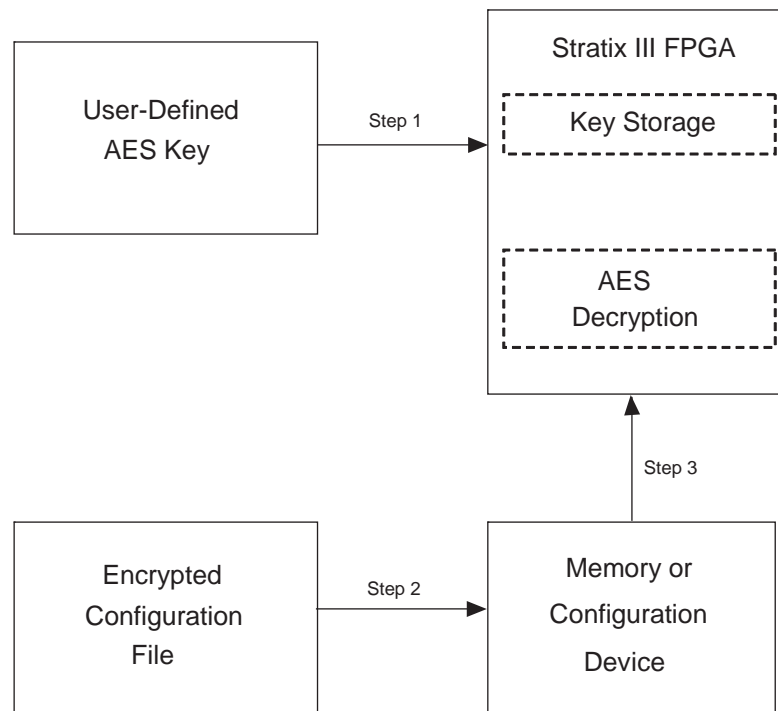 Stratix III FPGA
User-Defined
AES Key
Step 1
Key Storage
AES
Decryption
Step 3
Encrypted
Configuration
File
Step 2
Memory or
Configuration
Device